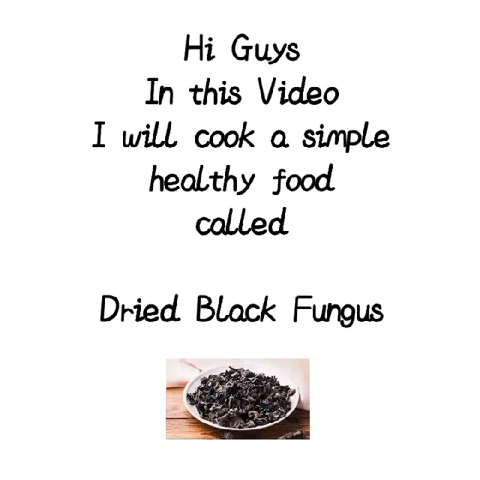 Hi Guys
In this Video
I will cook a simple
healthy food
called
Dried Black Fungus